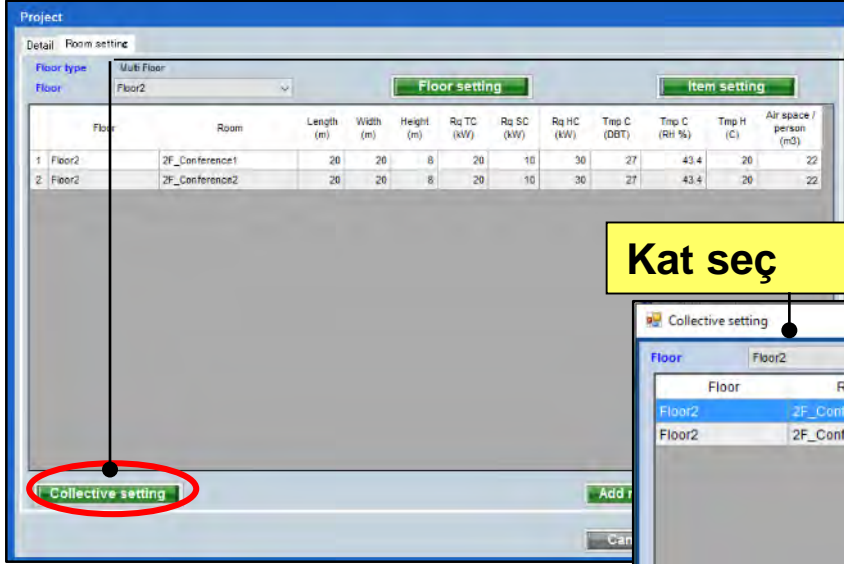 Project
Detail Room setting
Floor type Multi Floor
Floor Floor2 Floor setting Item setting
Floor Room Length (m) Width (m) Height (m) Rq TC (kW) Rq SC (kW) Rq HC (kW) Tmp C (DBT) Tmp C (RH %) Tmp H (C) Air space / person (m3)
1 Floor2 2F_Conference1 20 20 8 20 10 30 27 43.4 20 22
2 Floor2 2F_Conference2 20 20 8 20 10 30 27 43.4 20 22
Kat seç
Collective setting
Floor Floor2
Floor R
Floor2 2F_Conf
Floor2 2F_Conf
Collective setting Add r
Can